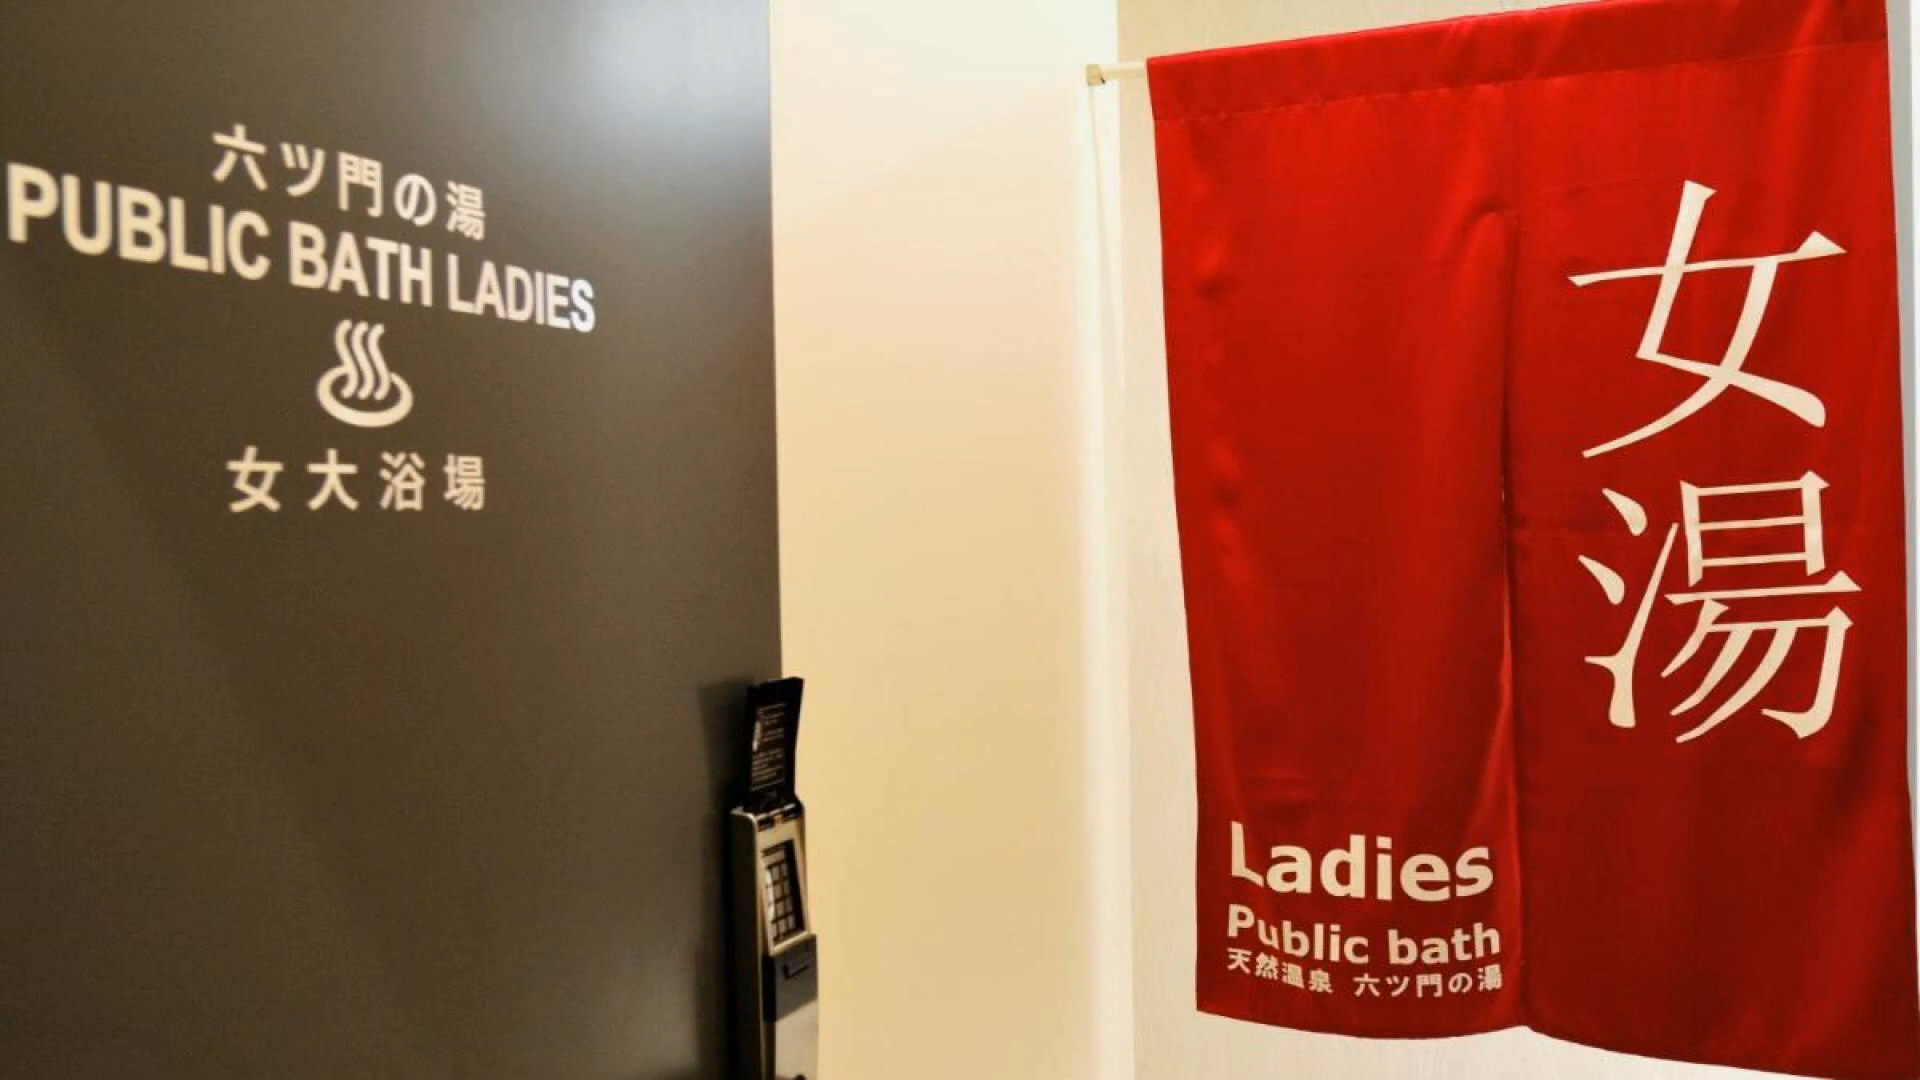 六ツ門の湯
PUBLIC BATH LADIES
女大浴場
女湯
Ladies
Public bath
天然温泉 六ツ門の湯